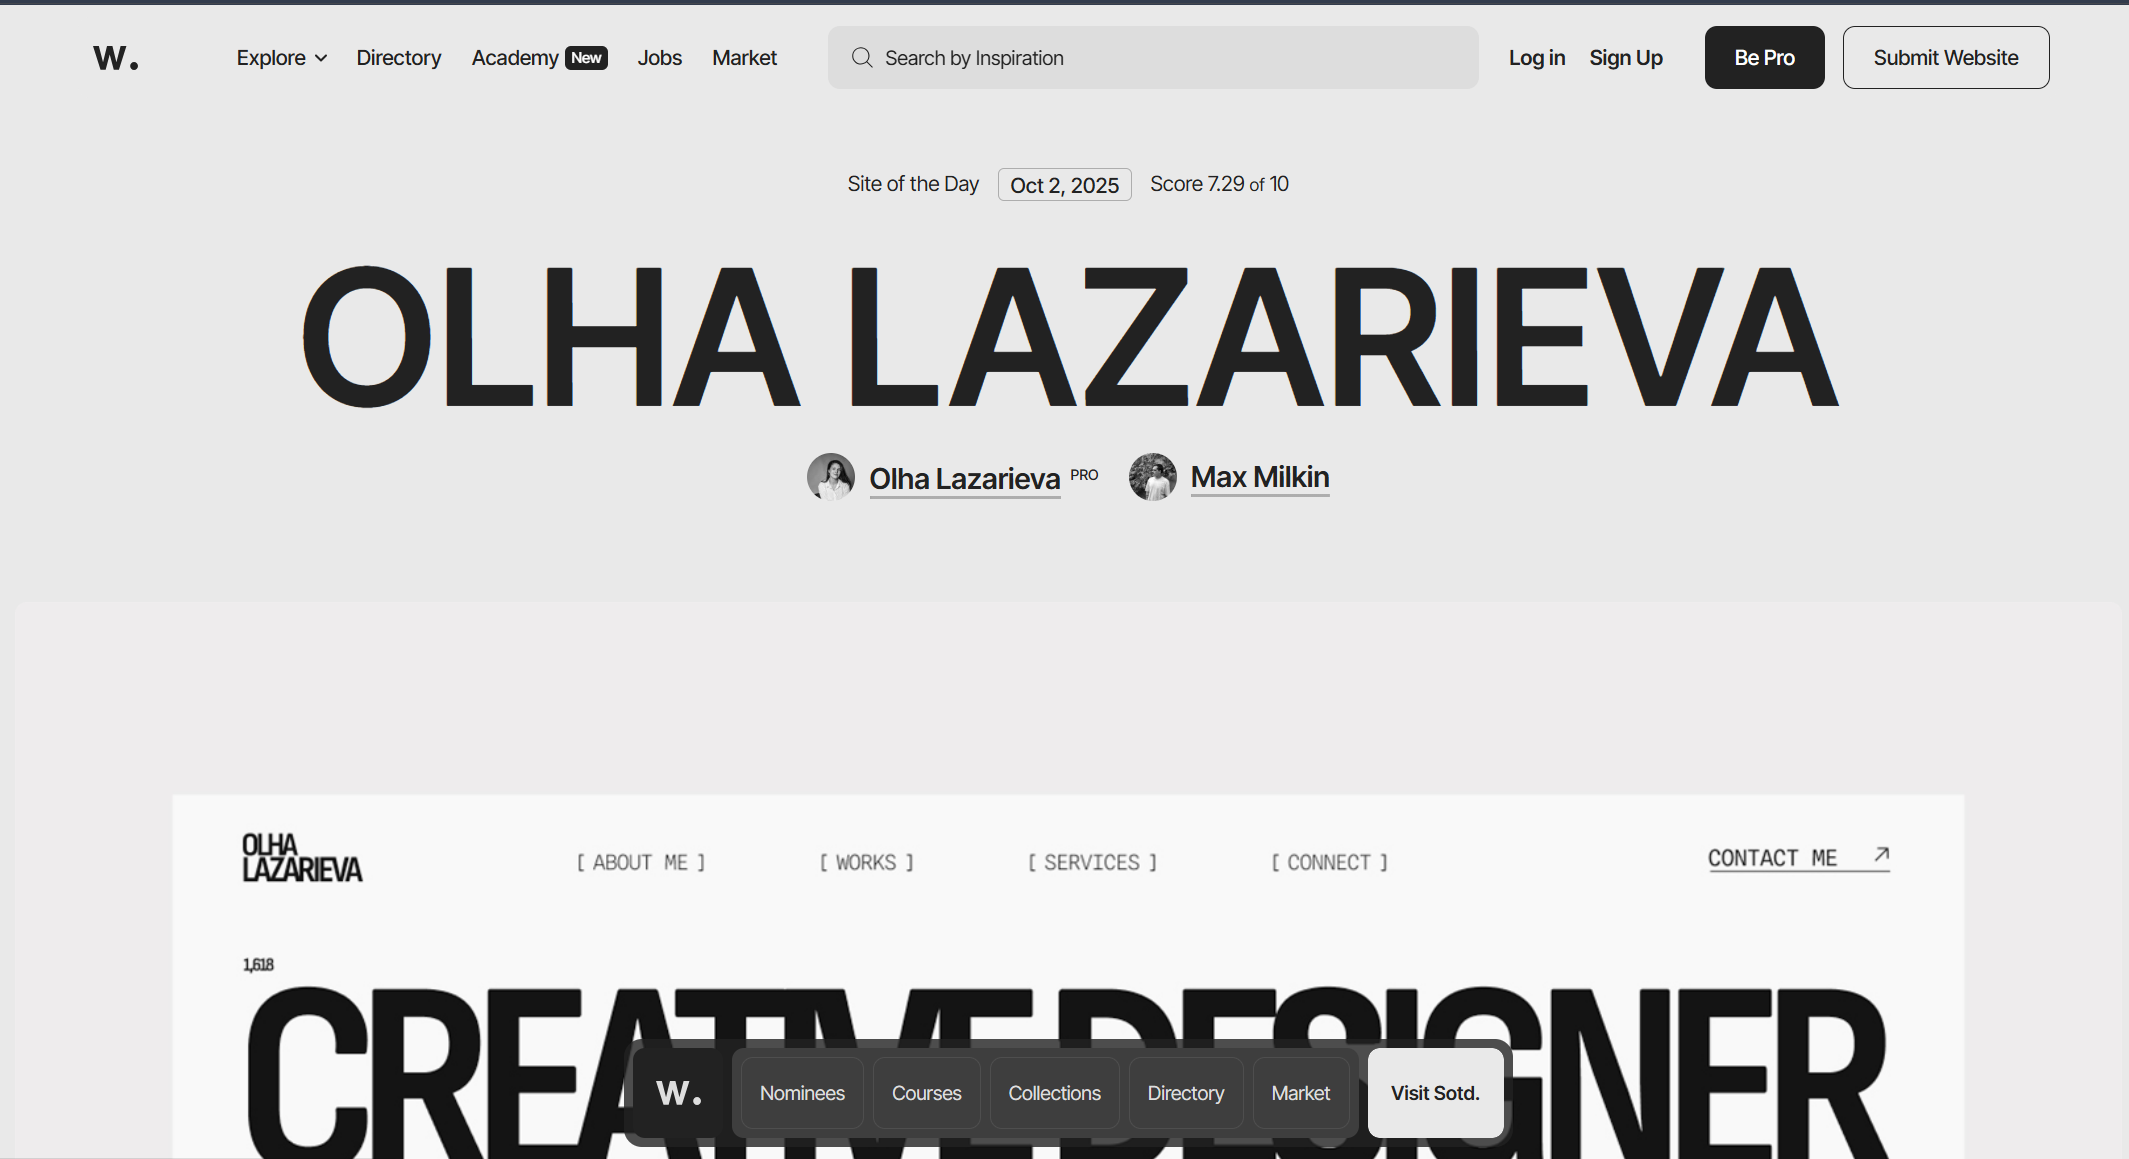 W. Explore Directory Academy New Jobs Market Search by Inspiration Log in Sign Up Be Pro Submit Website
Site of the Day Oct 2, 2025 Score 7.29 of 10
OLHA LAZARIEVA
Olha Lazarieva PRO Max Milkin
OLHA
LAZARIEVA
[ ABOUT ME ] [ WORKS ] [ SERVICES ] [ CONNECT ] CONTACT ME
1,618
CREATIVE DESIGNER
W. Nominees Courses Collections Directory Market Visit Sotd.